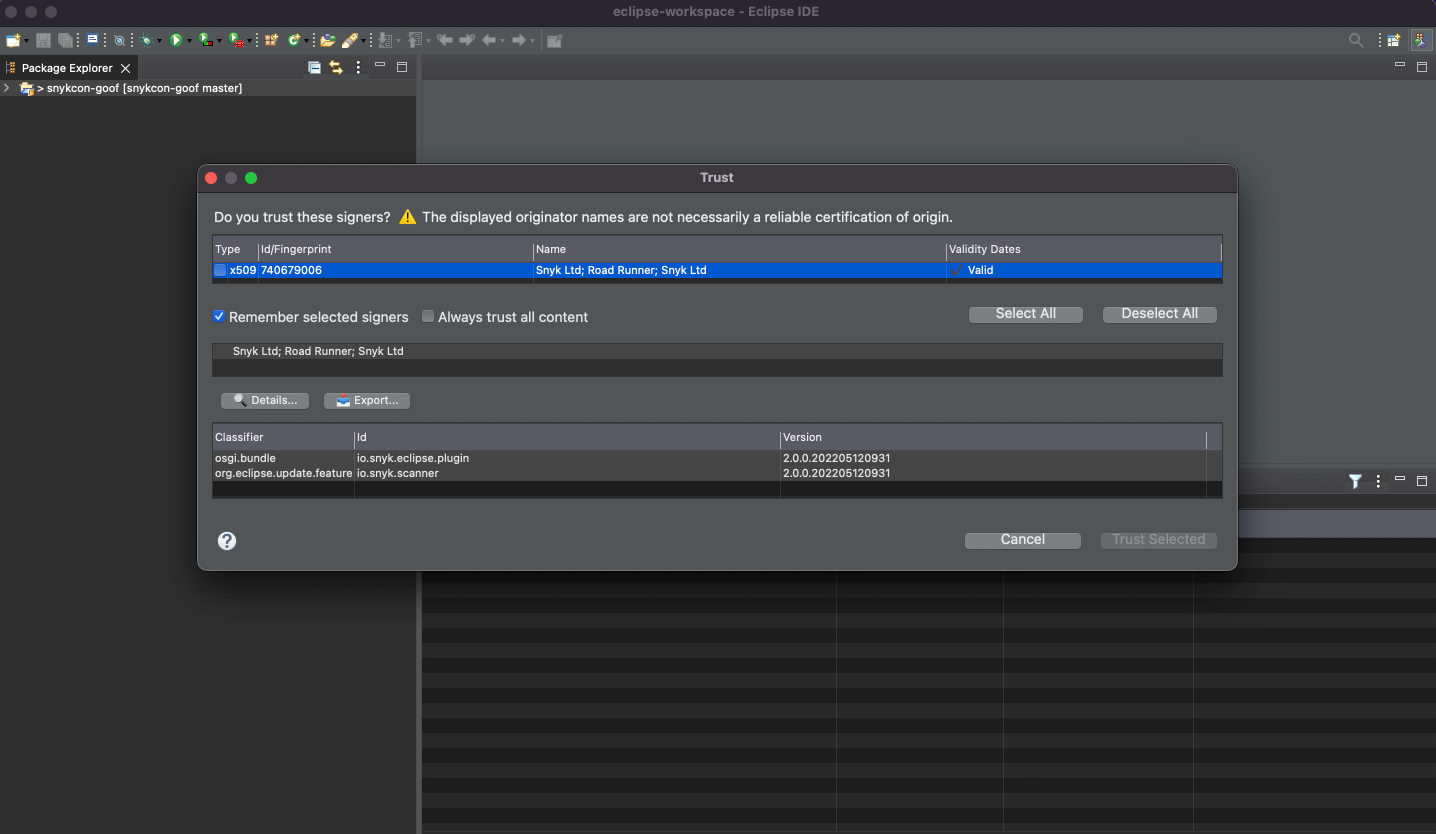 eclipse-workspace - Eclipse IDE
Package Explorer
> snykcon-goof [snykcon-goof master]
Trust
Do you trust these signers? The displayed originator names are not necessarily a reliable certification of origin.
Type Id/Fingerprint Name Validity Dates
x509 740679006 Snyk Ltd; Road Runner; Snyk Ltd Valid
Remember selected signers Always trust all content Select All Deselect All
Snyk Ltd; Road Runner; Snyk Ltd
Details... Export...
Classifier Id Version
osgi.bundle io.snyk.eclipse.plugin 2.0.0.202205120931
org.eclipse.update.feature io.snyk.scanner 2.0.0.202205120931
? Cancel Trust Selected